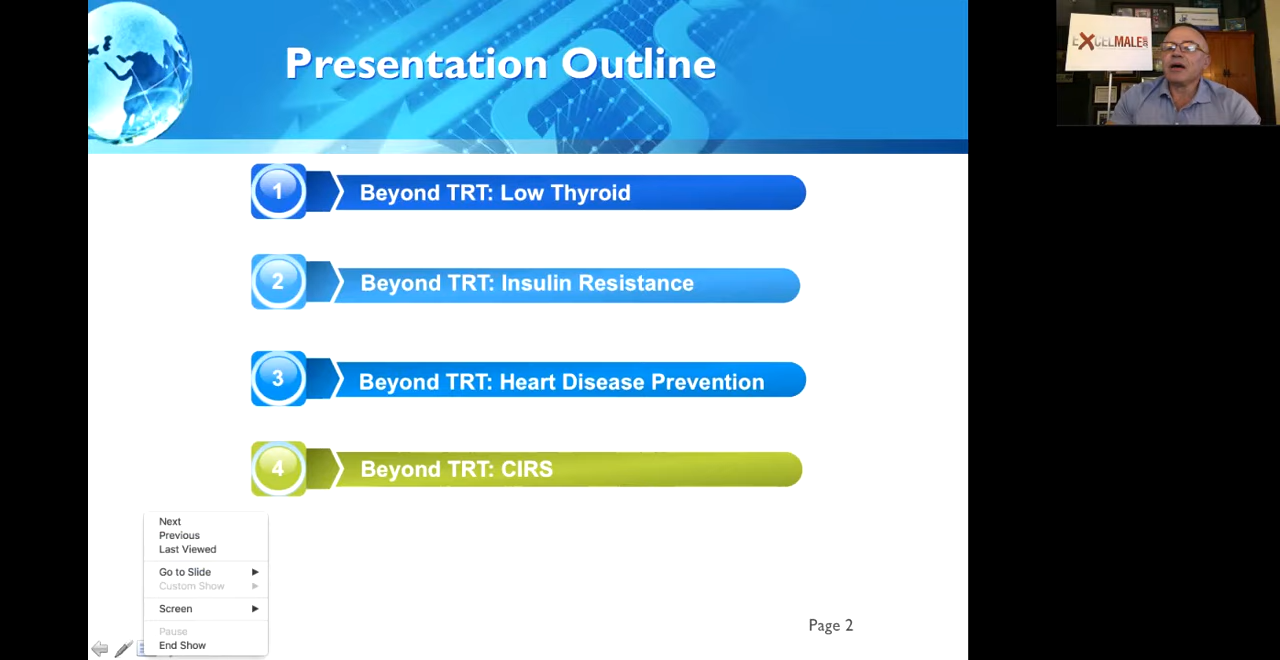 Presentation Outline
1 Beyond TRT: Low Thyroid
2 Beyond TRT: Insulin Resistance
3 Beyond TRT: Heart Disease Prevention
4 Beyond TRT: CIRS
Next
Previous
Last Viewed
Go to Slide
Custom Show
Screen
Pause
End Show
Page 2
EXCELMALE